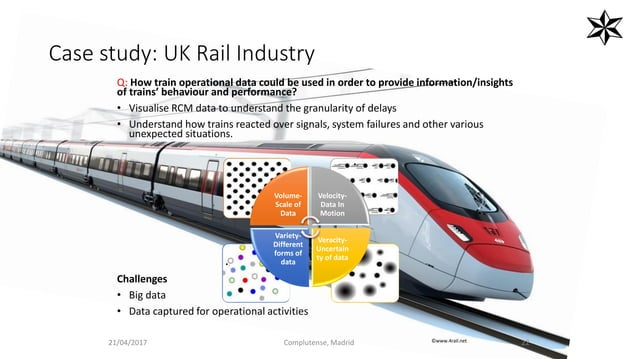 Case study: UK Rail Industry
Q: How train operational data could be used in order to provide information/insights
of trains’ behaviour and performance?
• Visualise RCM data to understand the granularity of delays
• Understand how trains reacted over signals, system failures and other various
unexpected situations.
Volume-
Scale of
Data
Velocity-
Data In
Motion
Variety-
Different
forms of
data
Veracity-
Uncertain
ty of data
Challenges
• Big data
• Data captured for operational activities
21/04/2017
Complutense, Madrid
©www.4rail.net
22